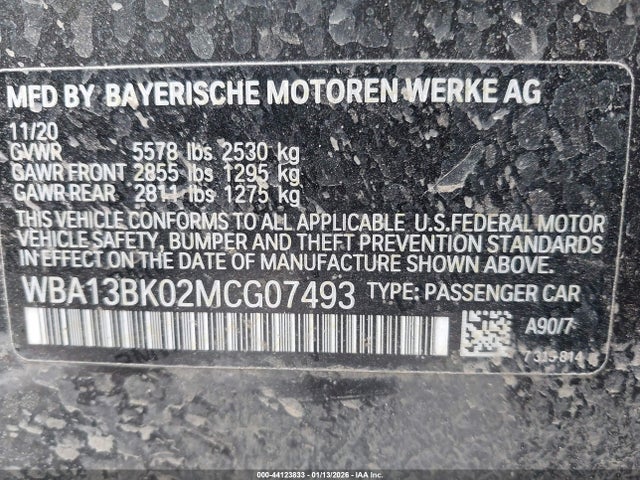 MFD BY BAYERISCHE MOTOREN WERKE AG
11/20
GVWR 5578 lbs 2530 kg
GAWR FRONT 2855 lbs 1295 kg
GAWR REAR 2811 lbs 1275 kg
THIS VEHICLE CONFORMS TO ALL APPLICABLE U.S.FEDERAL MOTOR
VEHICLE SAFETY, BUMPER AND THEFT PREVENTION STANDARDS
IN EFFECT ON THE DATE OF MANUFACTURE SHOWN ABOVE.
WBA13BK02MCG07493 TYPE: PASSENGER CAR
A90/7
000-44123833 - 01/13/2026 - IAA Inc.